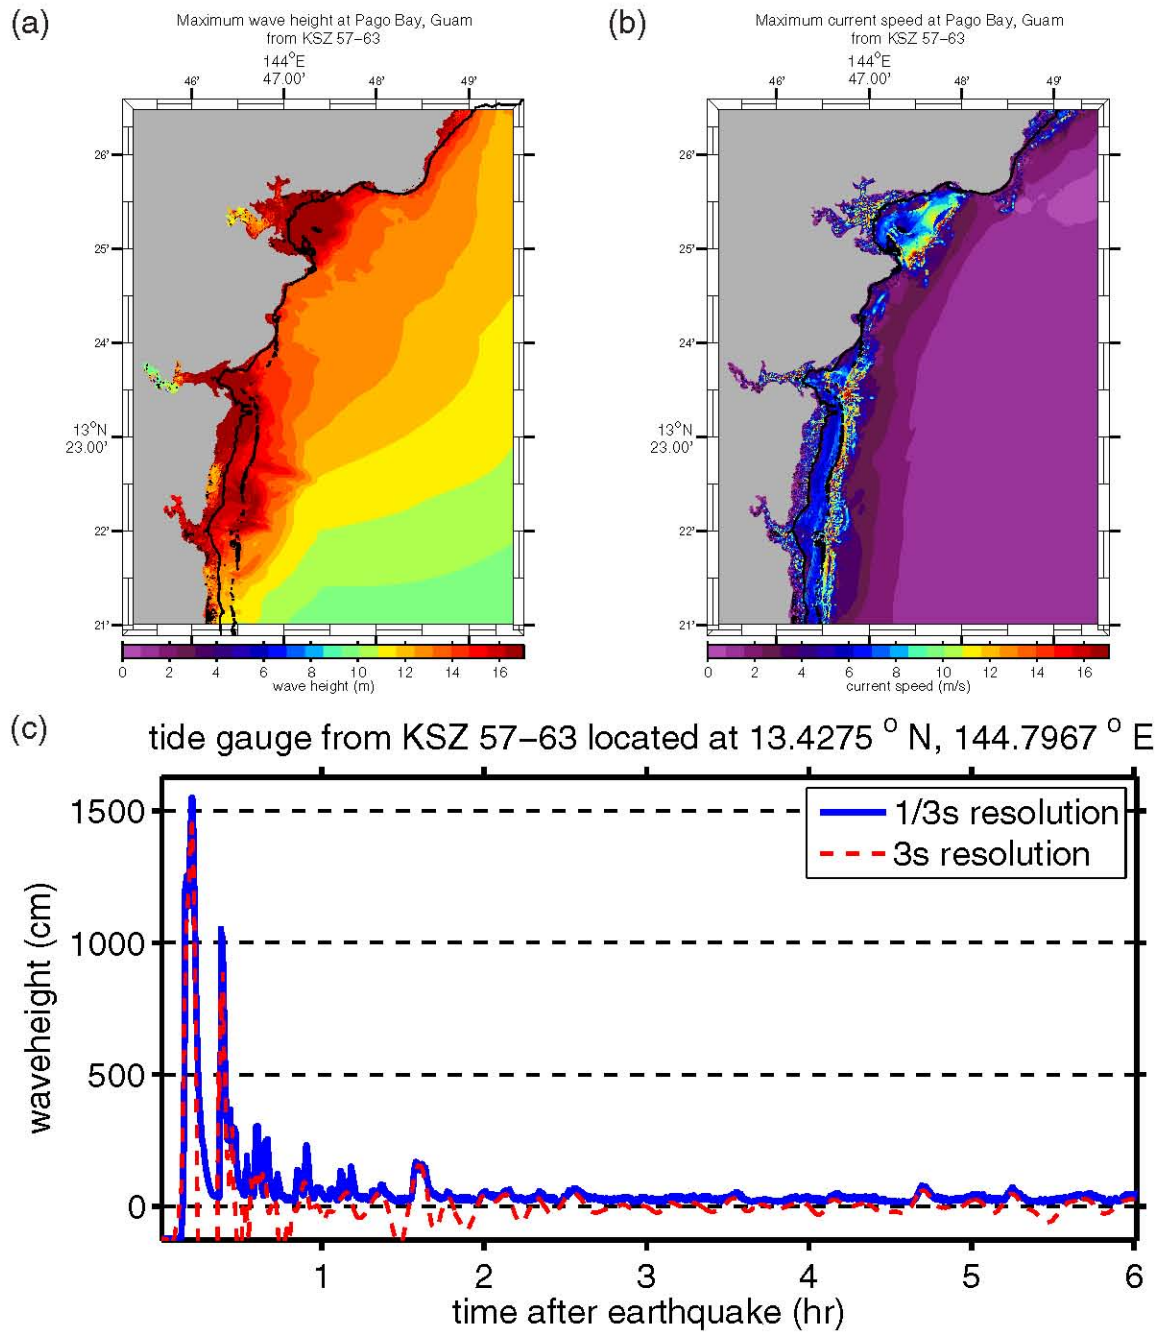 (a)
Maximum wave height at Pago Bay, Guam
from KSZ 57–63
144°E
46' 47.00' 48' 49'
26'
25'
24'
13°N
23.00'
22'
21'
0 2 4 6 8 10 12 14 16
wave height (m)
(b)
Maximum current speed at Pago Bay, Guam
from KSZ 57–63
144°E
46' 47.00' 48' 49'
26'
25'
24'
13°N
23.00'
22'
21'
0 2 4 6 8 10 12 14 16
current speed (m/s)
(c)
tide gauge from KSZ 57–63 located at 13.4275 ° N, 144.7967 ° E
1/3s resolution
3s resolution
1500
1000
500
0
waveheight (cm)
1 2 3 4 5 6
time after earthquake (hr)